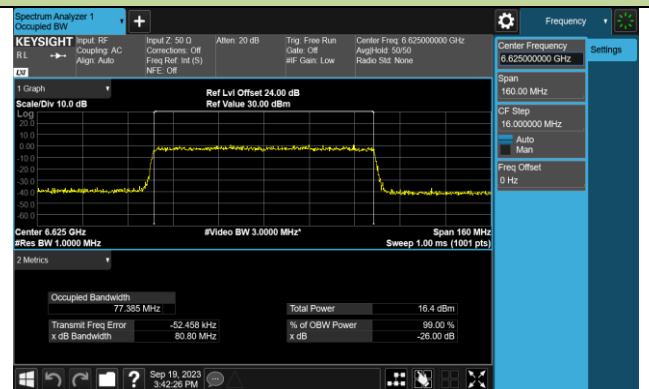 Spectrum Analyzer 1
Occupied BW
Frequency
KEYSIGHT
RL
LXI
Input: RF
Coupling: AC
Align: Auto
Input Z: 50 Ω
Corrections: Off
Freq Ref: Int (S)
NFE: Off
Atten: 20 dB
Trig: Free Run
Gate: Off
#IF Gain: Low
Center Freq: 6.625000000 GHz
Avg|Hold: 50/50
Radio Std: None
Center Frequency
6.625000000 GHz
Settings
Span
160.00 MHz
CF Step
16.000000 MHz
Auto
Man
Freq Offset
0 Hz
1 Graph
Scale/Div 10.0 dB
Ref Lvl Offset 24.00 dB
Ref Value 30.00 dBm
Log
20.0
10.0
0.00
-10.0
-20.0
-30.0
-40.0
-50.0
-60.0
Center 6.625 GHz
#Video BW 3.0000 MHz*
Span 160 MHz
#Res BW 1.0000 MHz
Sweep 1.00 ms (1001 pts)
2 Metrics
Occupied Bandwidth
77.385 MHz
Total Power 16.4 dBm
Transmit Freq Error -52.458 kHz
% of OBW Power 99.00 %
x dB Bandwidth 80.80 MHz
x dB -26.00 dB
?
Sep 19, 2023
3:42:26 PM